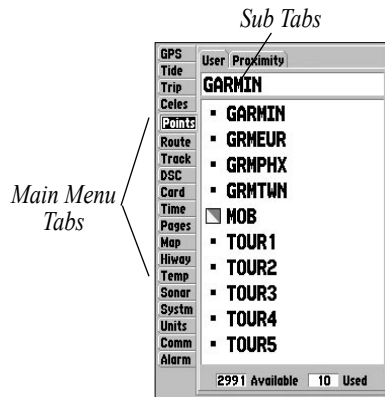 Sub Tabs
Main Menu
Tabs
GPS
Tide
Trip
Celes
Points
Route
Track
DSC
Card
Time
Pages
Map
Hiway
Temp
Sonar
Systm
Units
Comm
Alarm
User Proximity
GARMIN
GARMIN
GRMEUR
GRMPHX
GRMTWN
MOB
TOUR1
TOUR2
TOUR3
TOUR4
TOUR5
2991 Available 10 Used